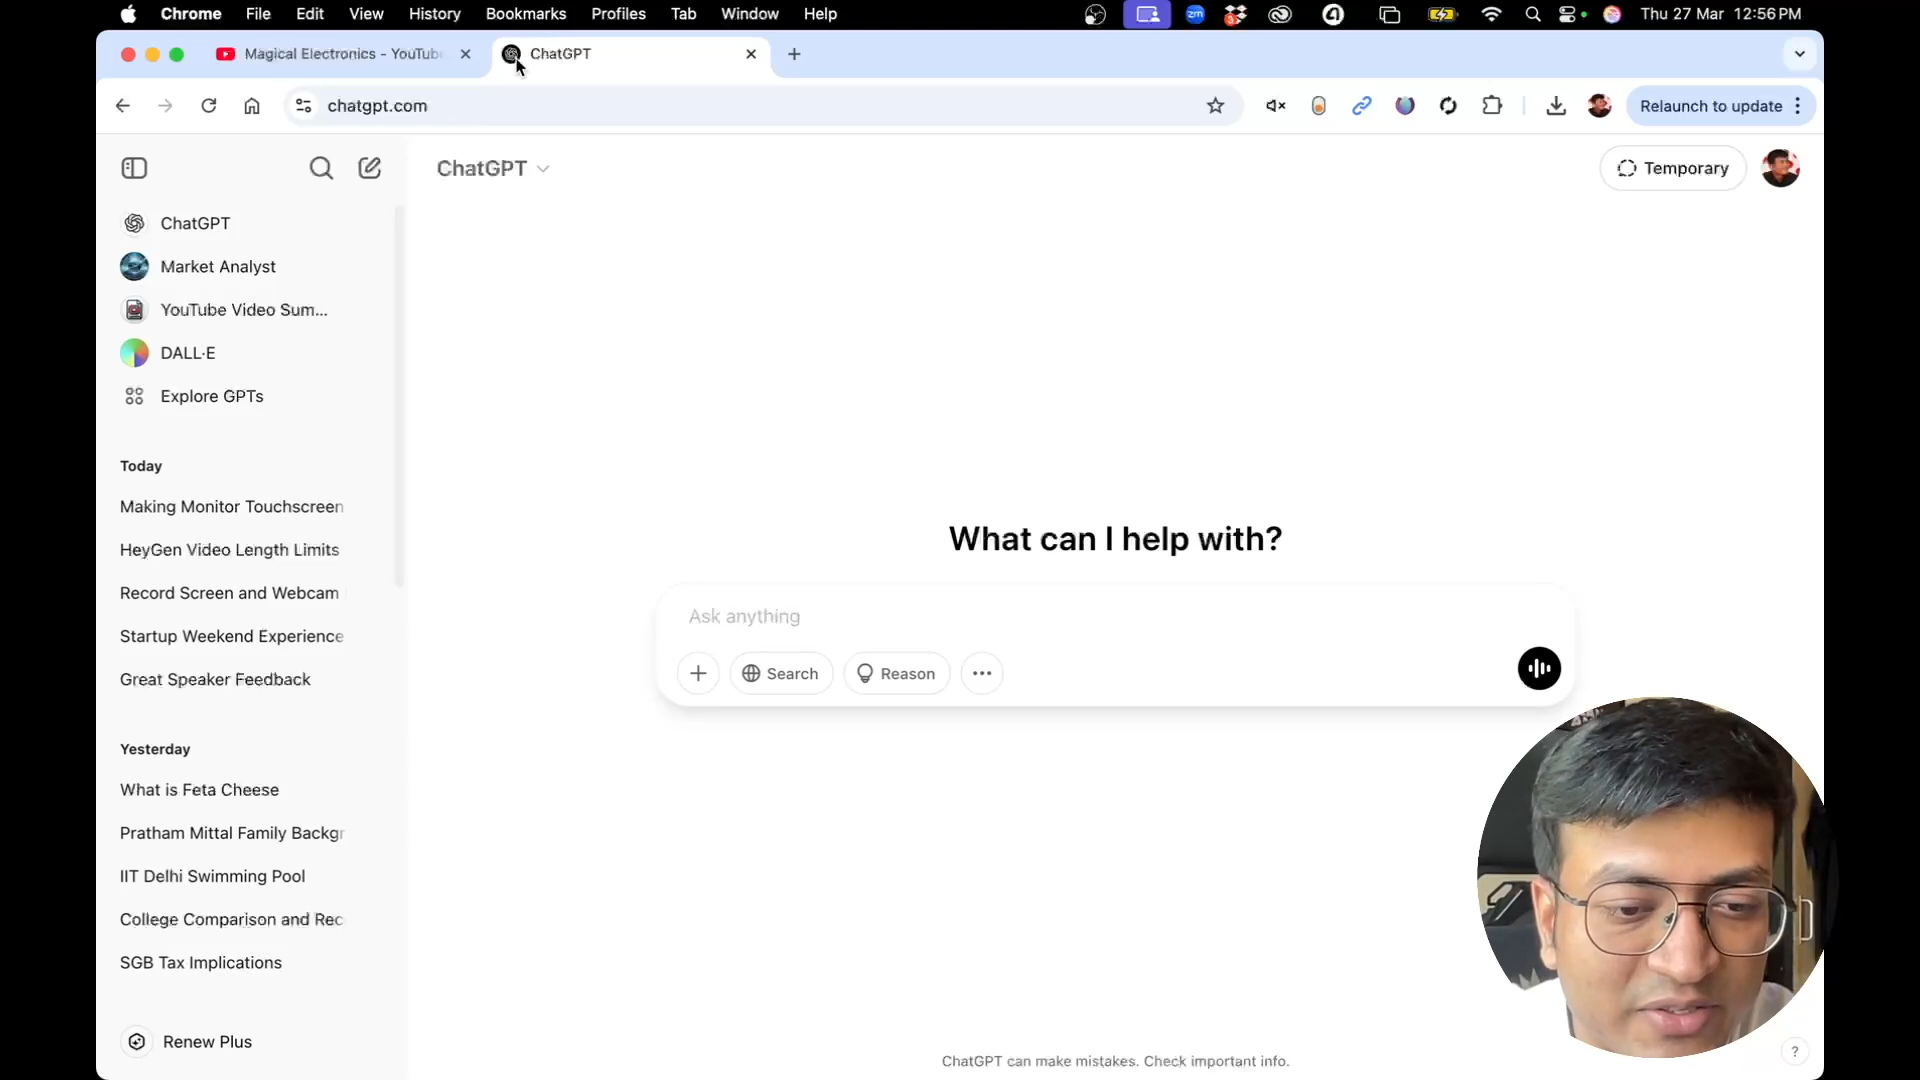 Chrome File Edit View History Bookmarks Profiles Tab Window Help zm 3 Thu 27 Mar 12:56 PM
Magical Electronics - YouTube ChatGPT
chatgpt.com Relaunch to update
ChatGPT Temporary
ChatGPT
Market Analyst
YouTube Video Sum...
DALL·E
Explore GPTs
Today
Making Monitor Touchscreen
HeyGen Video Length Limits
Record Screen and Webcam
Startup Weekend Experience
Great Speaker Feedback
Yesterday
What is Feta Cheese
Pratham Mittal Family Backgr
IIT Delhi Swimming Pool
College Comparison and Rec
SGB Tax Implications
Renew Plus
What can I help with?
Ask anything
Search Reason
ChatGPT can make mistakes. Check important info.
?